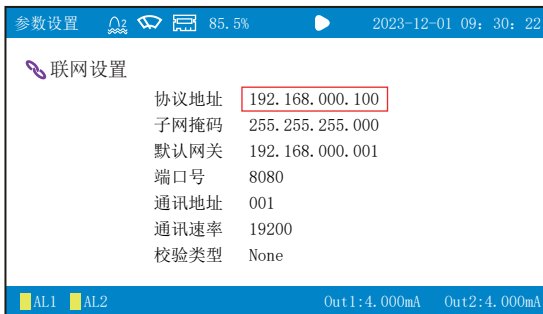 参数设置 85.5% 2023-12-01 09: 30: 22
联网设置
协议地址 192.168.000.100
子网掩码 255.255.255.000
默认网关 192.168.000.001
端口号 8080
通讯地址 001
通讯速率 19200
校验类型 None
AL1 AL2 Out1:4.000mA Out2:4.000mA